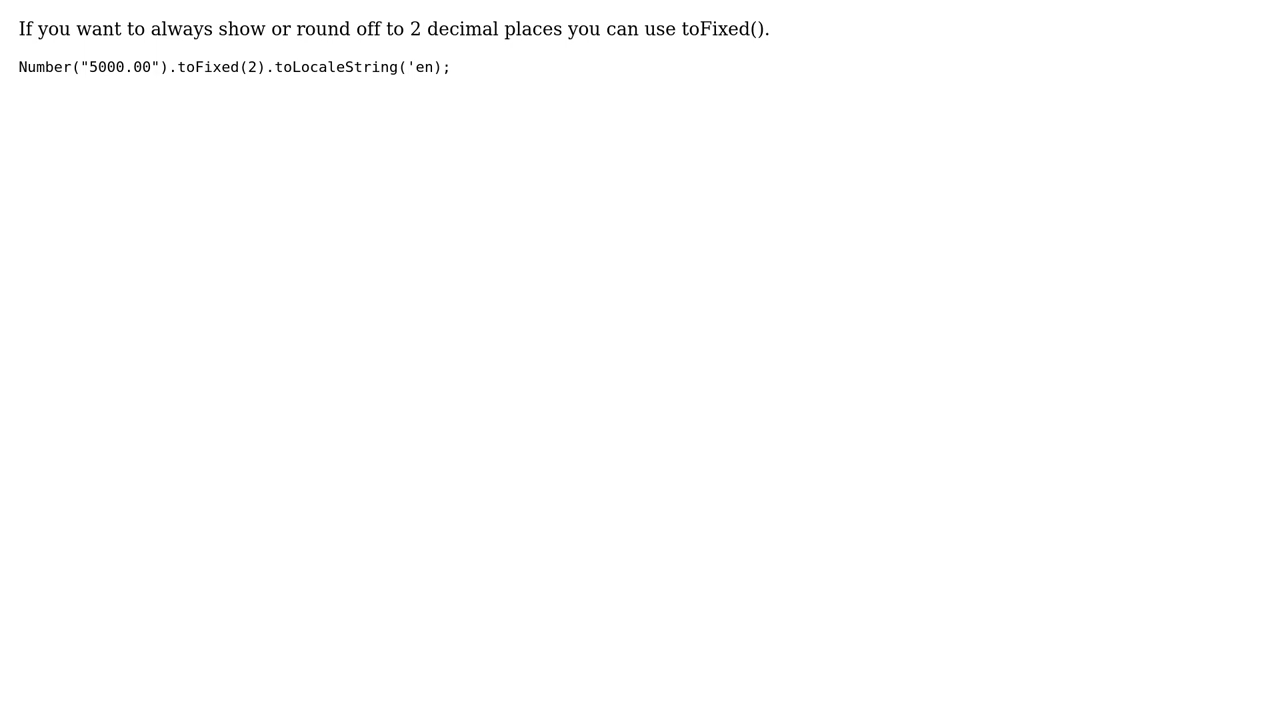 If you want to always show or round off to 2 decimal places you can use toFixed().
Number("5000.00").toFixed(2).toLocaleString('en);